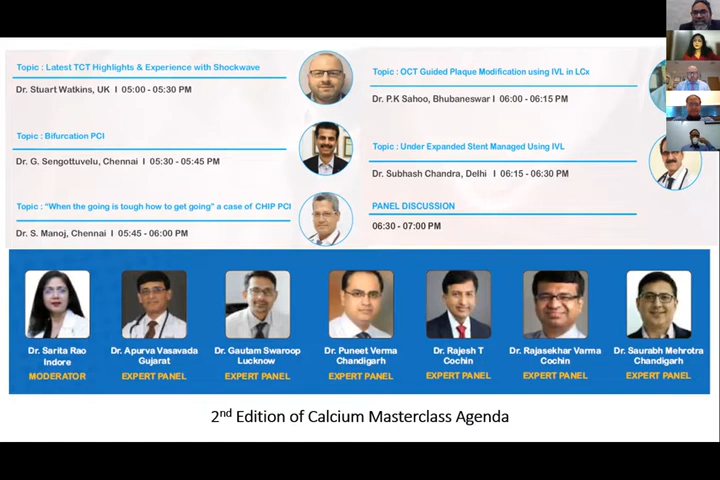 Topic : Latest TCT Highlights & Experience with Shockwave
Dr. Stuart Watkins, UK I 05:00 - 05:30 PM
Topic : Bifurcation PCI
Dr. G. Sengottuvelu, Chennai I 05:30 - 05:45 PM
Topic : “When the going is tough how to get going” a case of CHIP PCI
Dr. S. Manoj, Chennai I 05:45 - 06:00 PM
Topic : OCT Guided Plaque Modification using IVL in LCx
Dr. P.K Sahoo, Bhubaneswar I 06:00 - 06:15 PM
Topic : Under Expanded Stent Managed Using IVL
Dr. Subhash Chandra, Delhi I 06:15 - 06:30 PM
PANEL DISCUSSION
06:30 - 07:00 PM
Dr. Sarita Rao
Indore
MODERATOR
Dr. Apurva Vasavada
Gujarat
EXPERT PANEL
Dr. Gautam Swaroop
Lucknow
EXPERT PANEL
Dr. Puneet Verma
Chandigarh
EXPERT PANEL
Dr. Rajesh T
Cochin
EXPERT PANEL
Dr. Rajasekhar Varma
Cochin
EXPERT PANEL
Dr. Saurabh Mehrotra
Chandigarh
EXPERT PANEL
2nd Edition of Calcium Masterclass Agenda